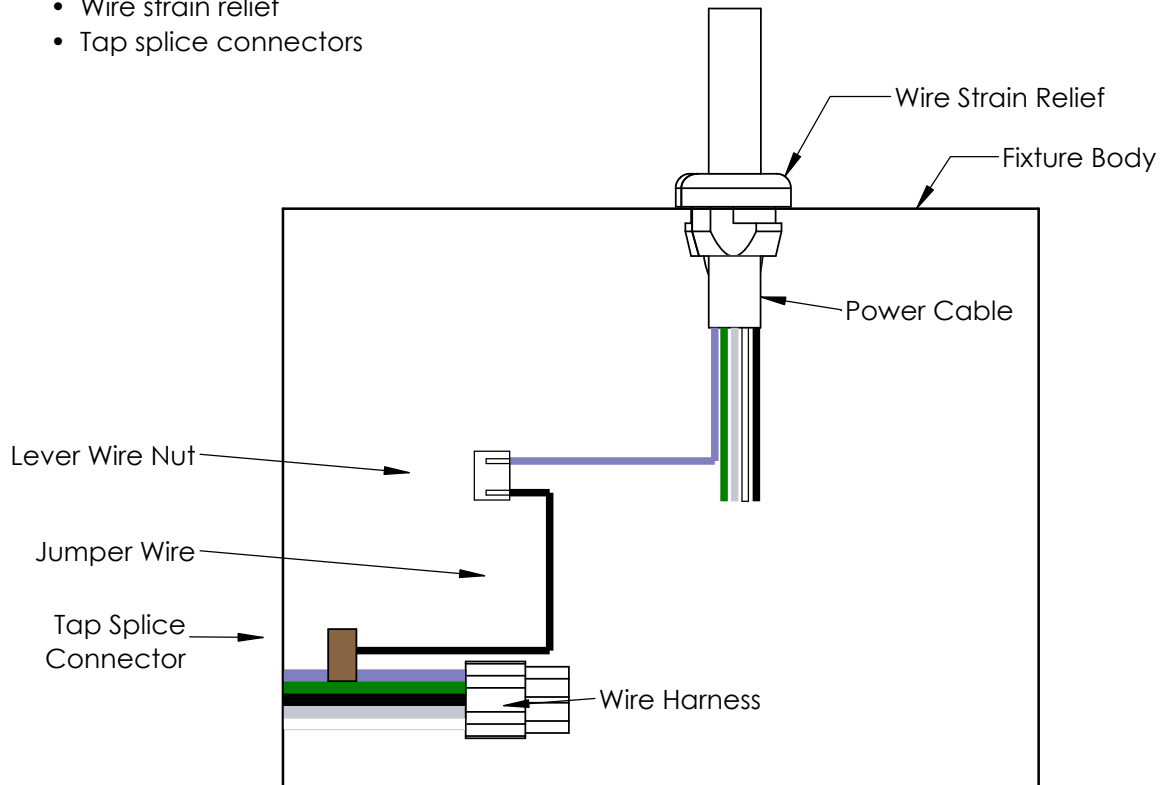 • Wire strain relief
• Tap splice connectors
Wire Strain Relief
Fixture Body
Power Cable
Lever Wire Nut
Jumper Wire
Tap Splice
Connector
Wire Harness